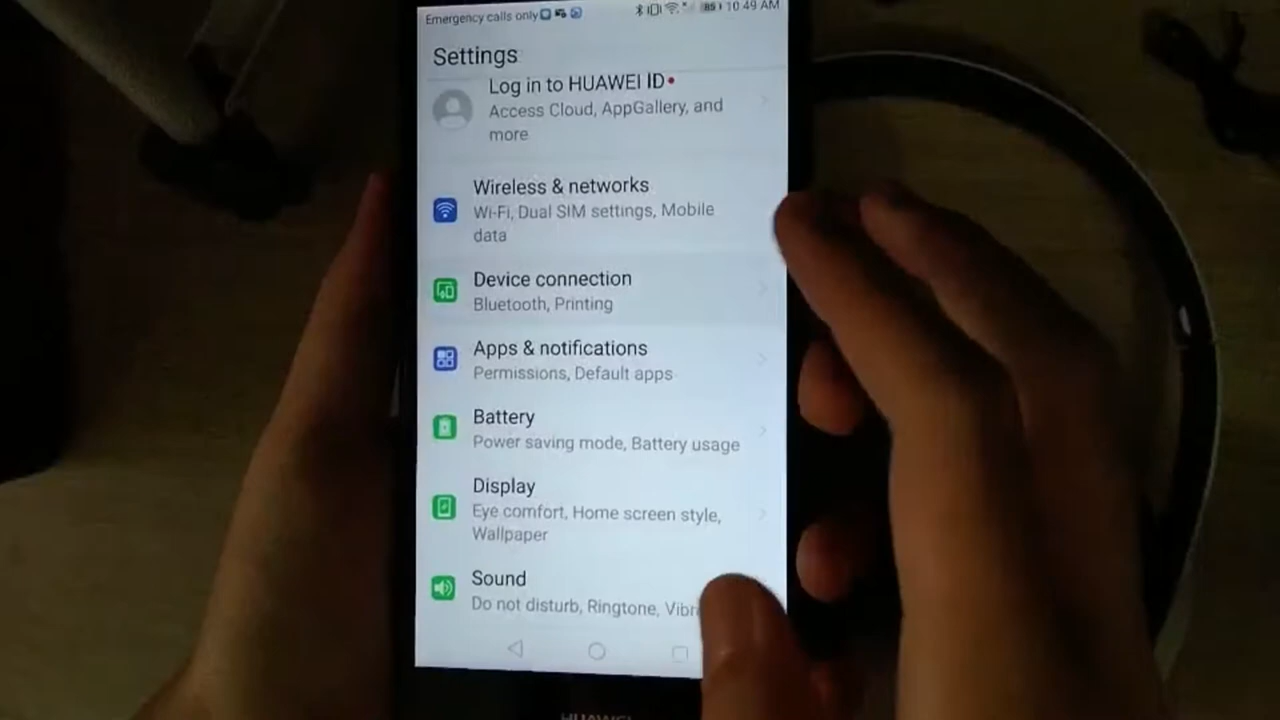 Emergency calls only 85 10:49 AM
Settings
Log in to HUAWEI ID
Access Cloud, AppGallery, and
more
Wireless & networks
Wi-Fi, Dual SIM settings, Mobile
data
Device connection
Bluetooth, Printing
Apps & notifications
Permissions, Default apps
Battery
Power saving mode, Battery usage
Display
Eye comfort, Home screen style,
Wallpaper
Sound
Do not disturb, Ringtone,
HUAWEI